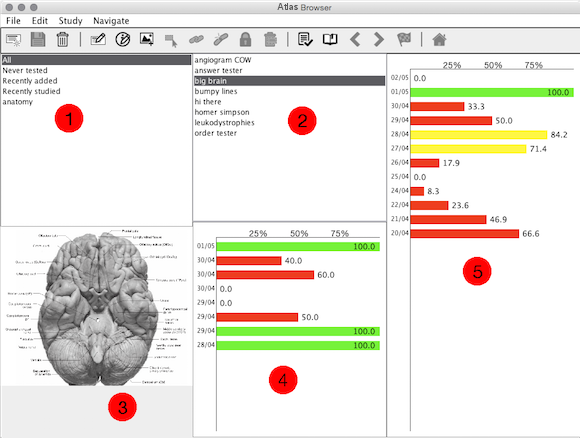 Atlas Browser
File Edit Study Navigate
All
Never tested
Recently added
Recently studied
anatomy
1
angiogram COW
answer tester
big brain
bumpy lines
hi there
homer simpson
leukodystrophies
order tester
2
3
25% 50% 75%
01/05 100.0
30/04 40.0
30/04 60.0
30/04 0.0
29/04 0.0
29/04 50.0
29/04 100.0
28/04 100.0
4
25% 50% 75%
02/05 0.0
01/05 100.0
30/04 33.3
29/04 50.0
28/04 84.2
27/04 71.4
26/04 17.9
25/04 0.0
24/04 8.3
22/04 23.6
21/04 46.9
20/04 66.6
5